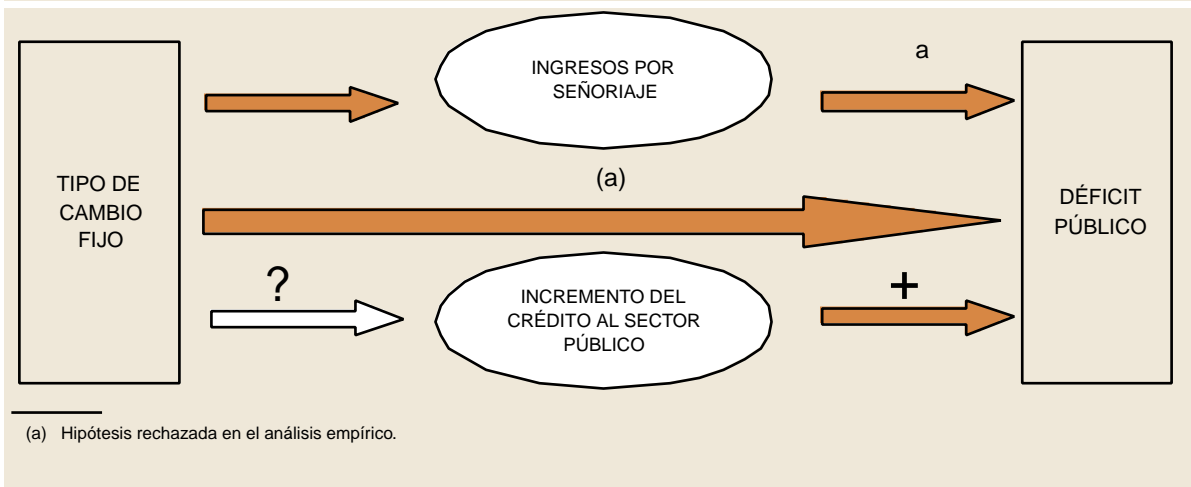 INGRESOS POR
SEÑORIAJE
a
TIPO DE
CAMBIO
FIJO
(a)
DÉFICIT
PÚBLICO
?
INCREMENTO DEL
CRÉDITO AL SECTOR
PÚBLICO
+
(a) Hipótesis rechazada en el análisis empírico.